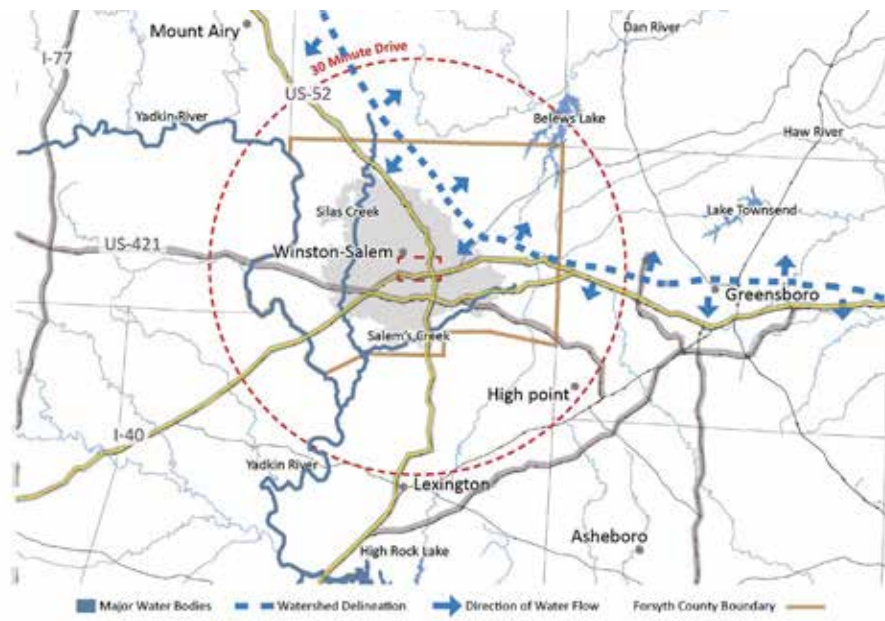 Mount Airy
Dan River
I-77
30 Minute Drive
US-52
Yadkin River
Belews Lake
Haw River
Silas Creek
Lake Townsend
US-421
Winston-Salem
Greensboro
Salem's Creek
High point
I-40
Yadkin River
Lexington
Asheboro
High Rock Lake
Major Water Bodies
Watershed Delineation
Direction of Water Flow
Forsyth County Boundary